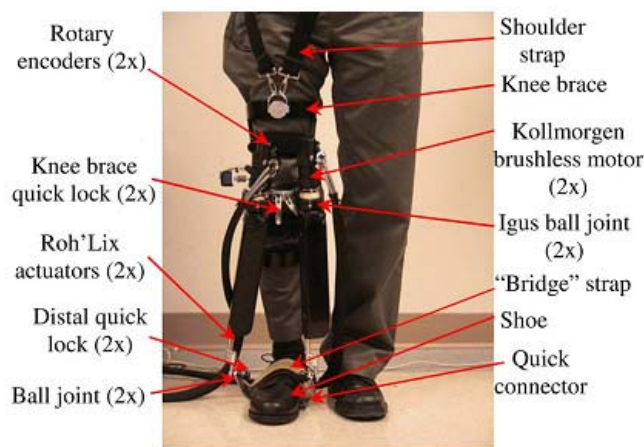 Rotary
encoders (2x)
Knee brace
quick lock (2x)
Roh'Lix
actuators (2x)
Distal quick
lock (2x)
Ball joint (2x)
Shoulder
strap
Knee brace
Kollmorgen
brushless motor
(2x)
Igus ball joint
(2x)
“Bridge” strap
Shoe
Quick
connector